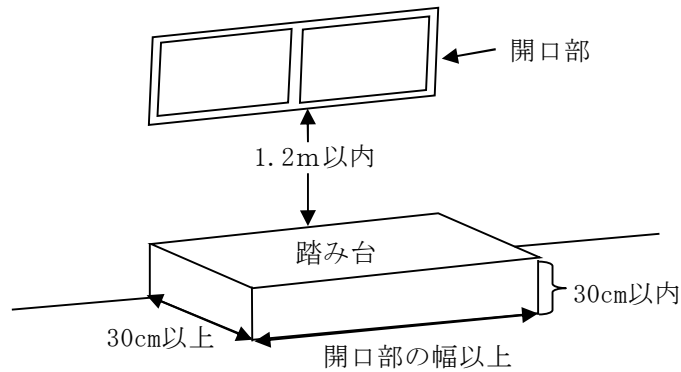 開口部
1.2m以内
踏み台
30cm以内
30cm以上
開口部の幅以上